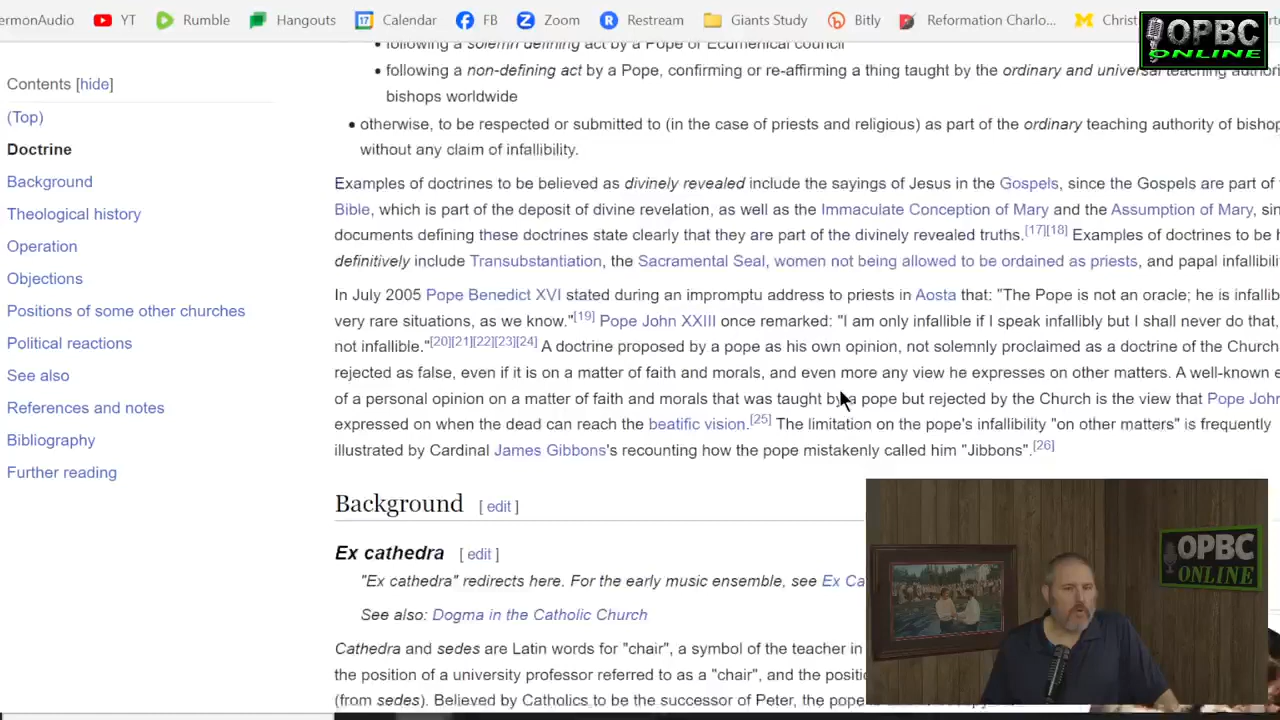 ermonAudio YT Rumble Hangouts 17 Calendar FB Zoom Restream Giants Study Bitly Reformation Charlo... Christ
OPBC
ONLINE
following a solemn defining act by a Pope or Ecumenical council
Contents [hide]
following a non-defining act by a Pope, confirming or re-affirming a thing taught by the ordinary and universal teaching authori
bishops worldwide
(Top)
otherwise, to be respected or submitted to (in the case of priests and religious) as part of the ordinary teaching authority of bishop
Doctrine
without any claim of infallibility.
Background
Examples of doctrines to be believed as divinely revealed include the sayings of Jesus in the Gospels, since the Gospels are part of
Theological history
Bible, which is part of the deposit of divine revelation, as well as the Immaculate Conception of Mary and the Assumption of Mary, sin
documents defining these doctrines state clearly that they are part of the divinely revealed truths.[17][18] Examples of doctrines to be h
Operation
definitively include Transubstantiation, the Sacramental Seal, women not being allowed to be ordained as priests, and papal infallibili
Objections
In July 2005 Pope Benedict XVI stated during an impromptu address to priests in Aosta that: "The Pope is not an oracle; he is infallib
Positions of some other churches
very rare situations, as we know."[19] Pope John XXIII once remarked: "I am only infallible if I speak infallibly but I shall never do that,
Political reactions
not infallible."[20][21][22][23][24] A doctrine proposed by a pope as his own opinion, not solemnly proclaimed as a doctrine of the Church
See also
rejected as false, even if it is on a matter of faith and morals, and even more any view he expresses on other matters. A well-known e
of a personal opinion on a matter of faith and morals that was taught by a pope but rejected by the Church is the view that Pope John
References and notes
expressed on when the dead can reach the beatific vision.[25] The limitation on the pope's infallibility "on other matters" is frequently
Bibliography
illustrated by Cardinal James Gibbons's recounting how the pope mistakenly called him "Jibbons".[26]
Further reading
Background [ edit ]
Ex cathedra [ edit ]
"Ex cathedra" redirects here. For the early music ensemble, see Ex Ca
See also: Dogma in the Catholic Church
Cathedra and sedes are Latin words for "chair", a symbol of the teacher in
the position of a university professor referred to as a "chair", and the positi
(from sedes). Believed by Catholics to be the successor of Peter, the pope
OPBC
ONLINE